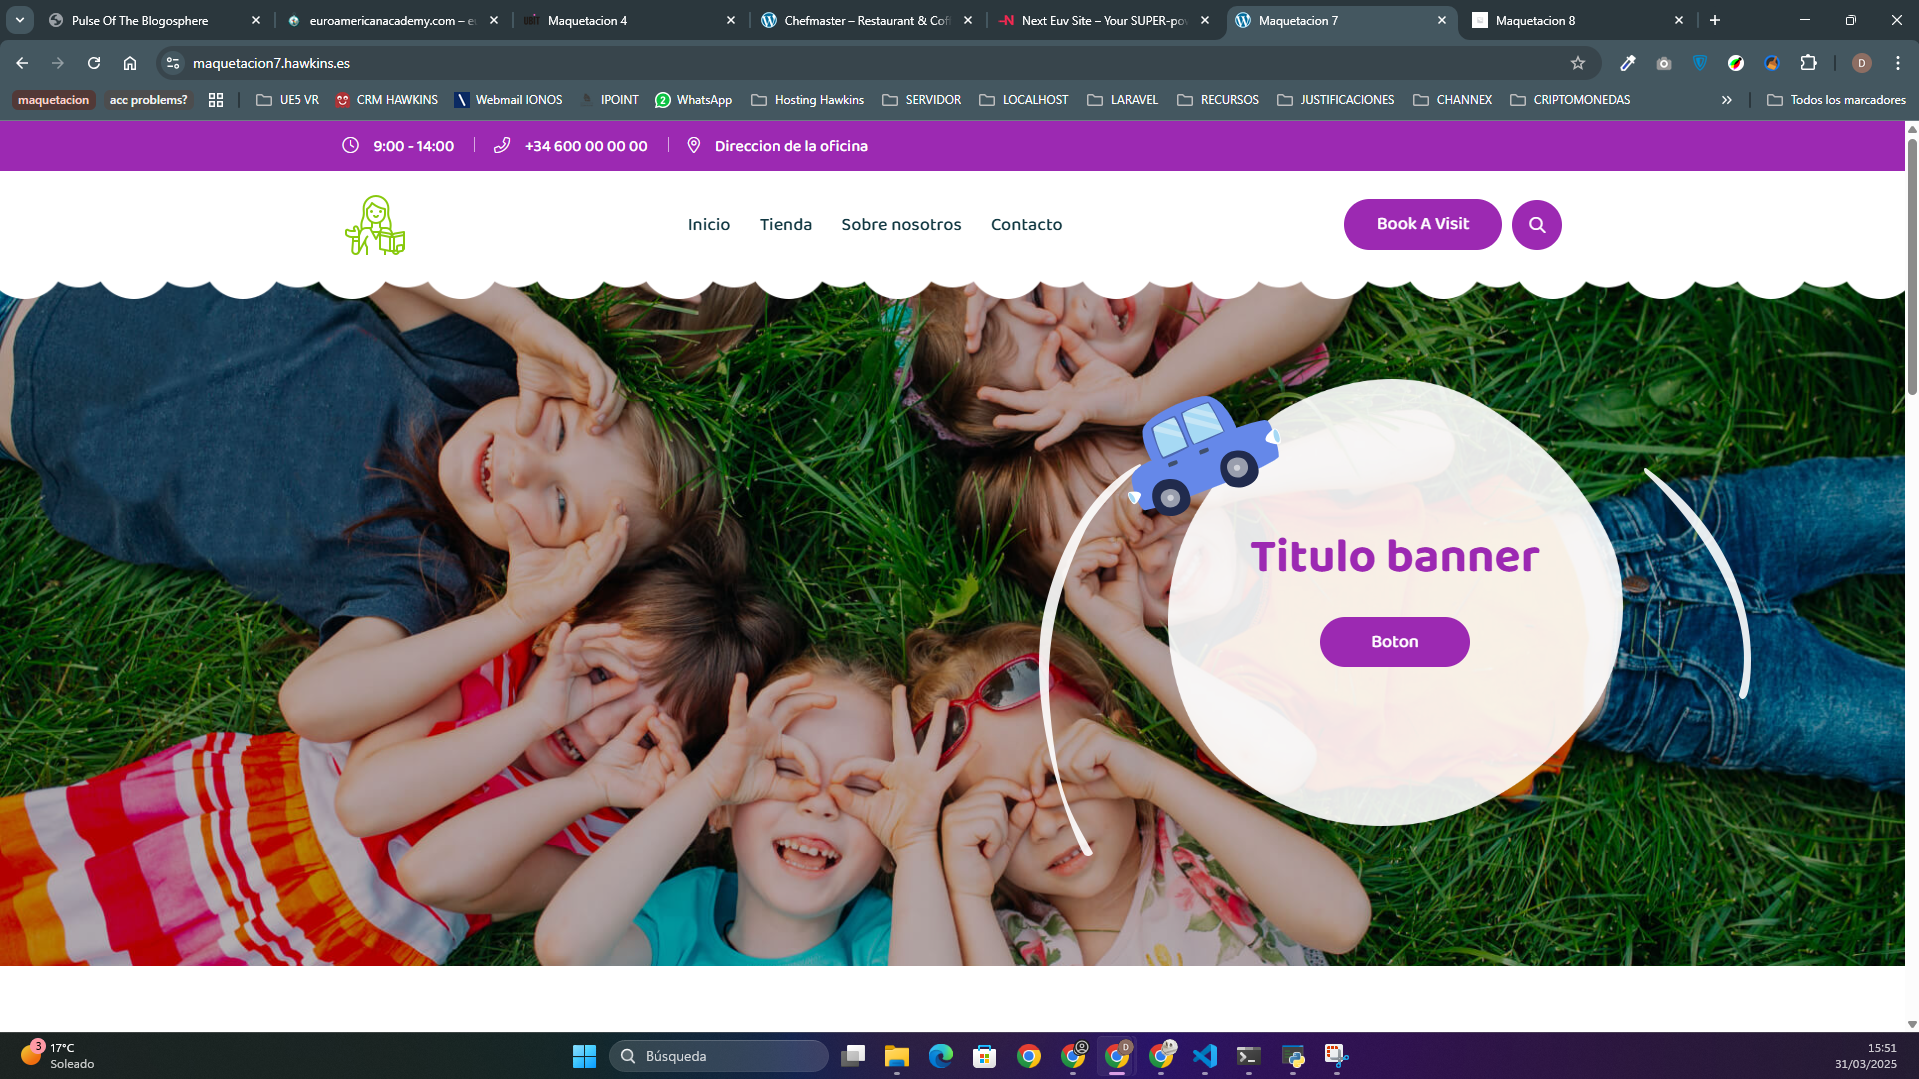 Pulse Of The Blogosphere
euroamericanacademy.com – e
Maquetacion 4
Chefmaster – Restaurant & Cof
Next Euv Site – Your SUPER-po
Maquetacion 7
Maquetacion 8
maquetacion7.hawkins.es
D
maquetacion
acc problems?
UE5 VR
CRM HAWKINS
Webmail IONOS
IPOINT
WhatsApp
Hosting Hawkins
SERVIDOR
LOCALHOST
LARAVEL
RECURSOS
JUSTIFICACIONES
CHANNEX
CRIPTOMONEDAS
Todos los marcadores
9:00 - 14:00
+34 600 00 00 00
Direccion de la oficina
Inicio
Tienda
Sobre nosotros
Contacto
Book A Visit
Titulo banner
Boton
3
17°C
Soleado
Búsqueda
D
15:51
31/03/2025